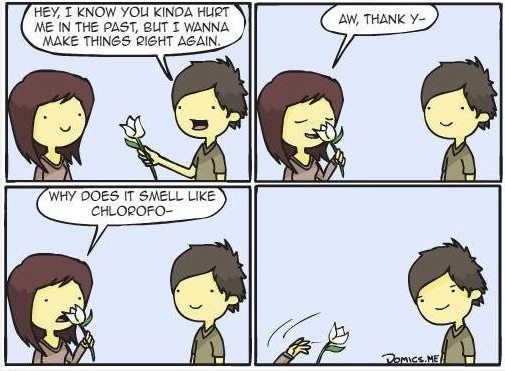 HEY, I KNOW YOU KINDA HURT
ME IN THE PAST, BUT I WANNA
MAKE THINGS RIGHT AGAIN.
AW, THANK Y-
WHY DOES IT SMELL LIKE
CHLOROFO-
DOMICS.ME